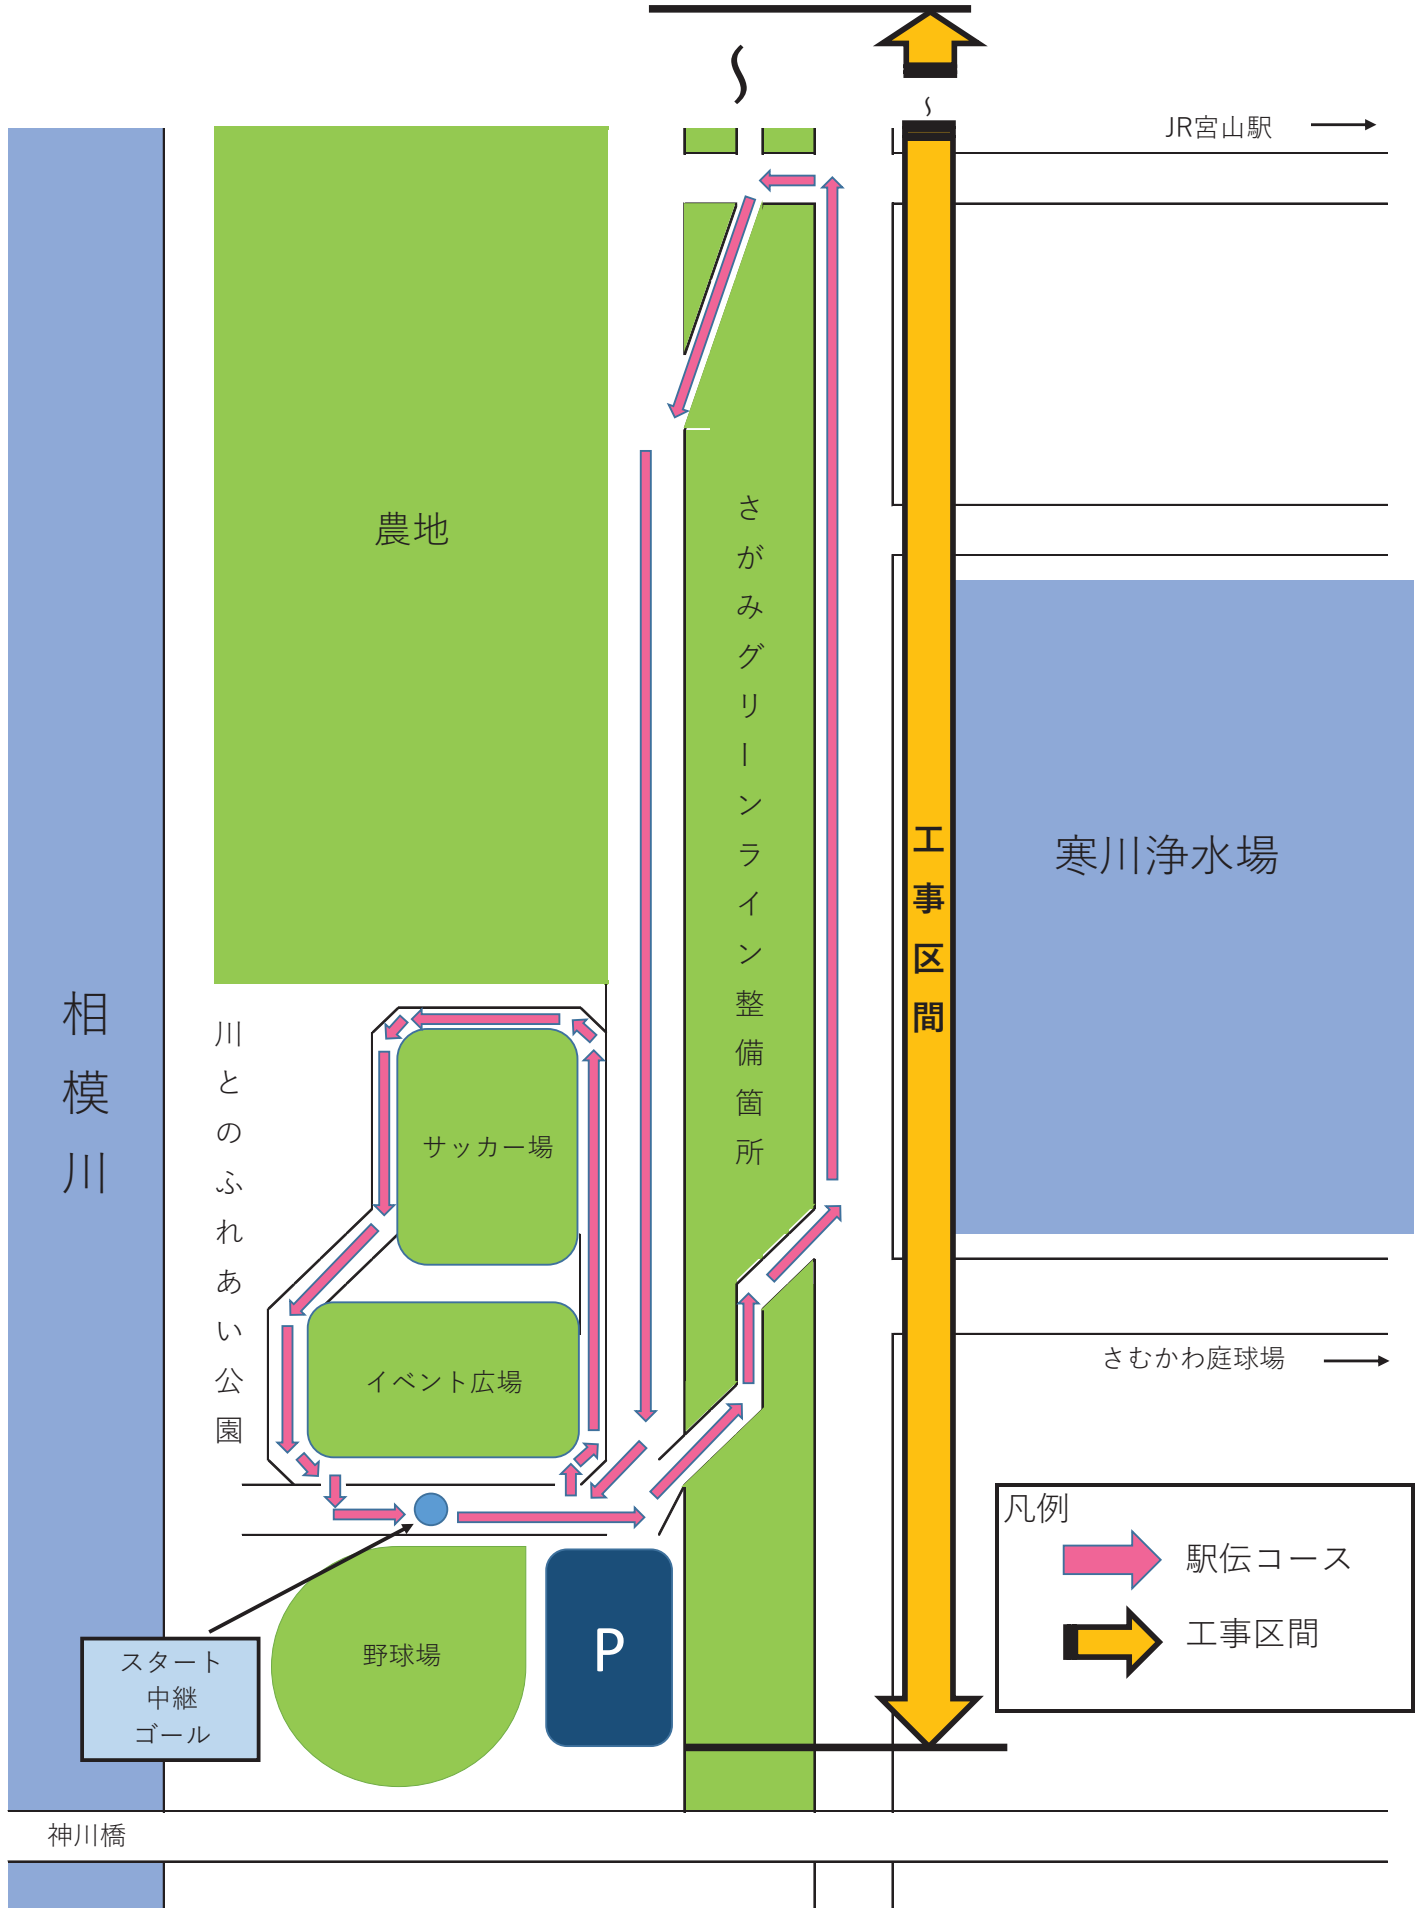 JR宮山駅
農地
さがみグリーンライン整備箇所
工事区間
寒川浄水場
相模川
川とのふれあい公園
サッカー場
イベント広場
さむかわ庭球場
凡例
駅伝コース
工事区間
野球場
P
スタート
中継
ゴール
神川橋